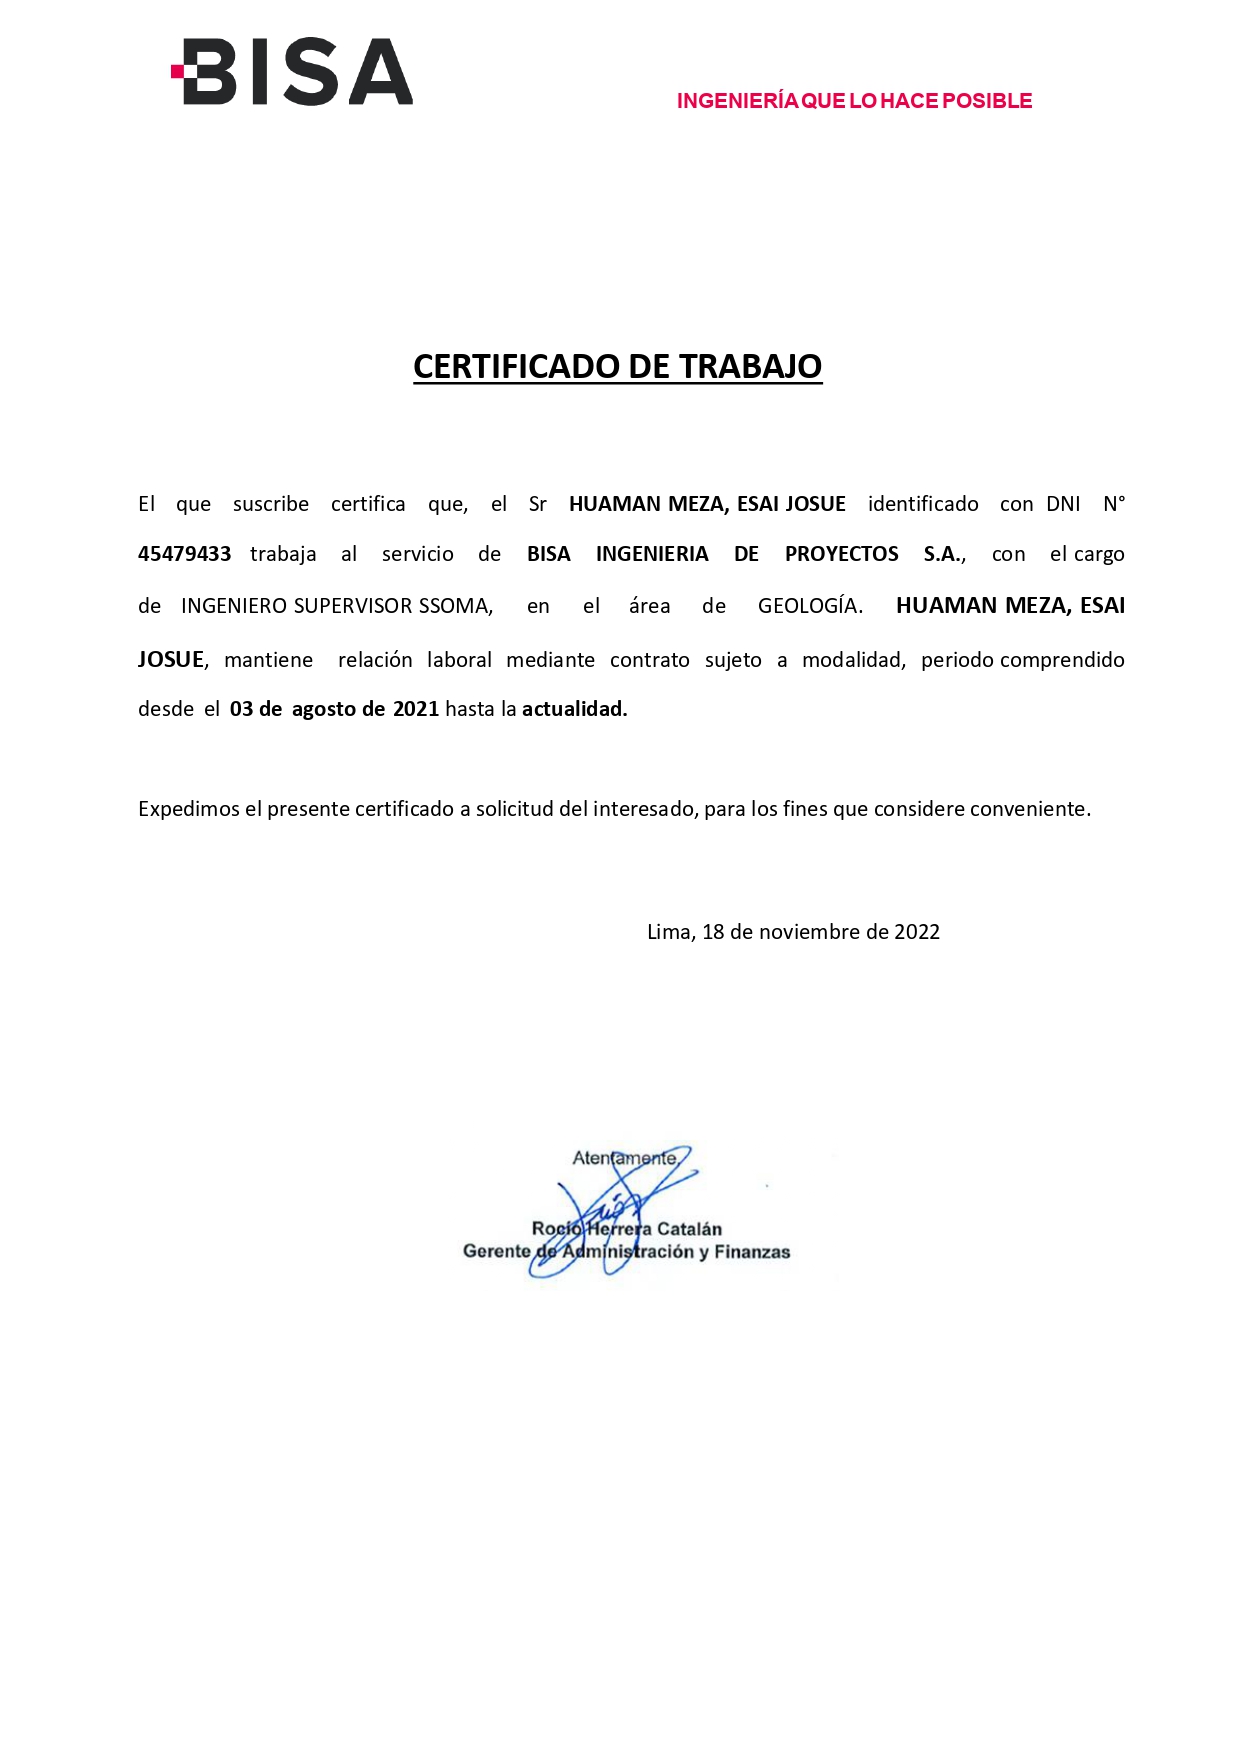 BISA
INGENIERÍA QUE LO HACE POSIBLE
CERTIFICADO DE TRABAJO
El que suscribe certifica que, el Sr HUAMAN MEZA, ESAI JOSUE identificado con DNI N°
45479433 trabaja al servicio de BISA INGENIERIA DE PROYECTOS S.A., con el cargo
de INGENIERO SUPERVISOR SSOMA, en el área de GEOLOGÍA. HUAMAN MEZA, ESAI
JOSUE, mantiene relación laboral mediante contrato sujeto a modalidad, periodo comprendido
desde el 03 de agosto de 2021 hasta la actualidad.
Expedimos el presente certificado a solicitud del interesado, para los fines que considere conveniente.
Lima, 18 de noviembre de 2022
Atentamente,
Rocío Herrera Catalán
Gerente de Administración y Finanzas